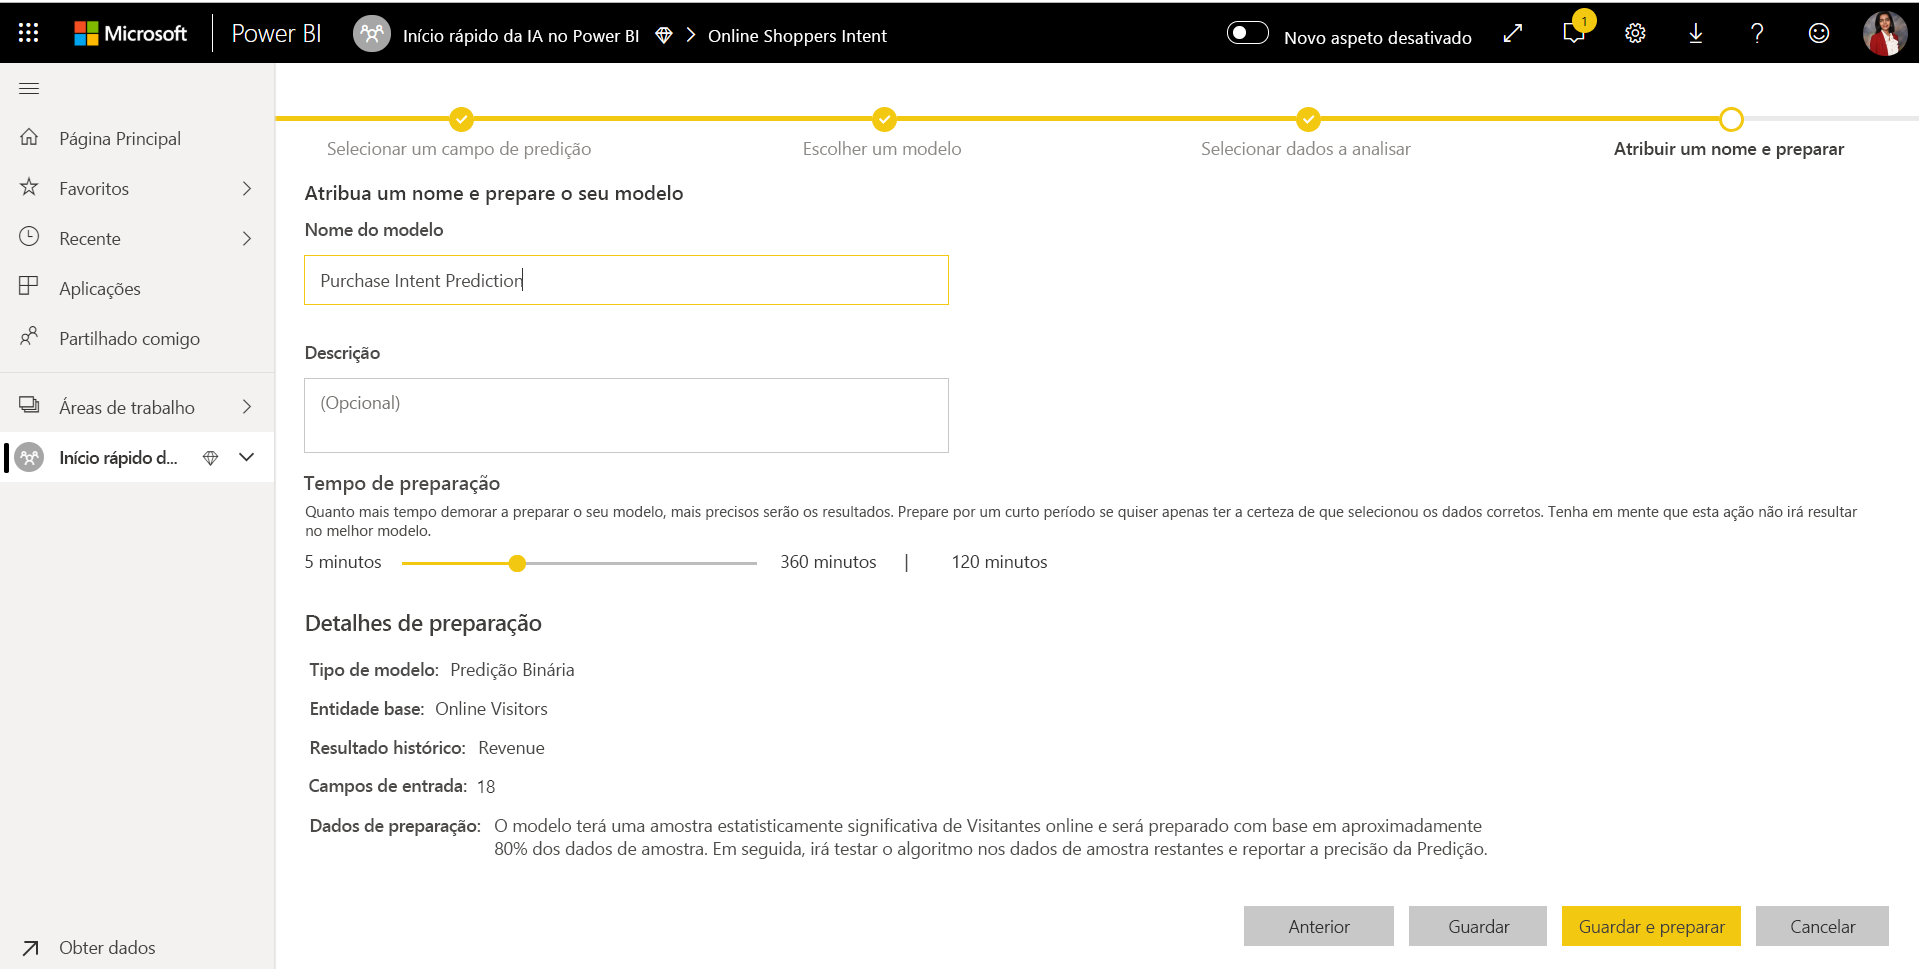 Microsoft
Power BI
Início rápido da IA no Power BI
Online Shoppers Intent
Novo aspeto desativado
1
?
Página Principal
Favoritos
Recente
Aplicações
Partilhado comigo
Áreas de trabalho
Início rápido d...
Obter dados
Selecionar um campo de predição
Escolher um modelo
Selecionar dados a analisar
Atribuir um nome e preparar
Atribua um nome e prepare o seu modelo
Nome do modelo
Purchase Intent Prediction
Descrição
(Opcional)
Tempo de preparação
Quanto mais tempo demorar a preparar o seu modelo, mais precisos serão os resultados. Prepare por um curto período se quiser apenas ter a certeza de que selecionou os dados corretos. Tenha em mente que esta ação não irá resultar
no melhor modelo.
5 minutos
360 minutos | 120 minutos
Detalhes de preparação
Tipo de modelo: Predição Binária
Entidade base: Online Visitors
Resultado histórico: Revenue
Campos de entrada: 18
Dados de preparação: O modelo terá uma amostra estatisticamente significativa de Visitantes online e será preparado com base em aproximadamente
80% dos dados de amostra. Em seguida, irá testar o algoritmo nos dados de amostra restantes e reportar a precisão da Predição.
Anterior
Guardar
Guardar e preparar
Cancelar